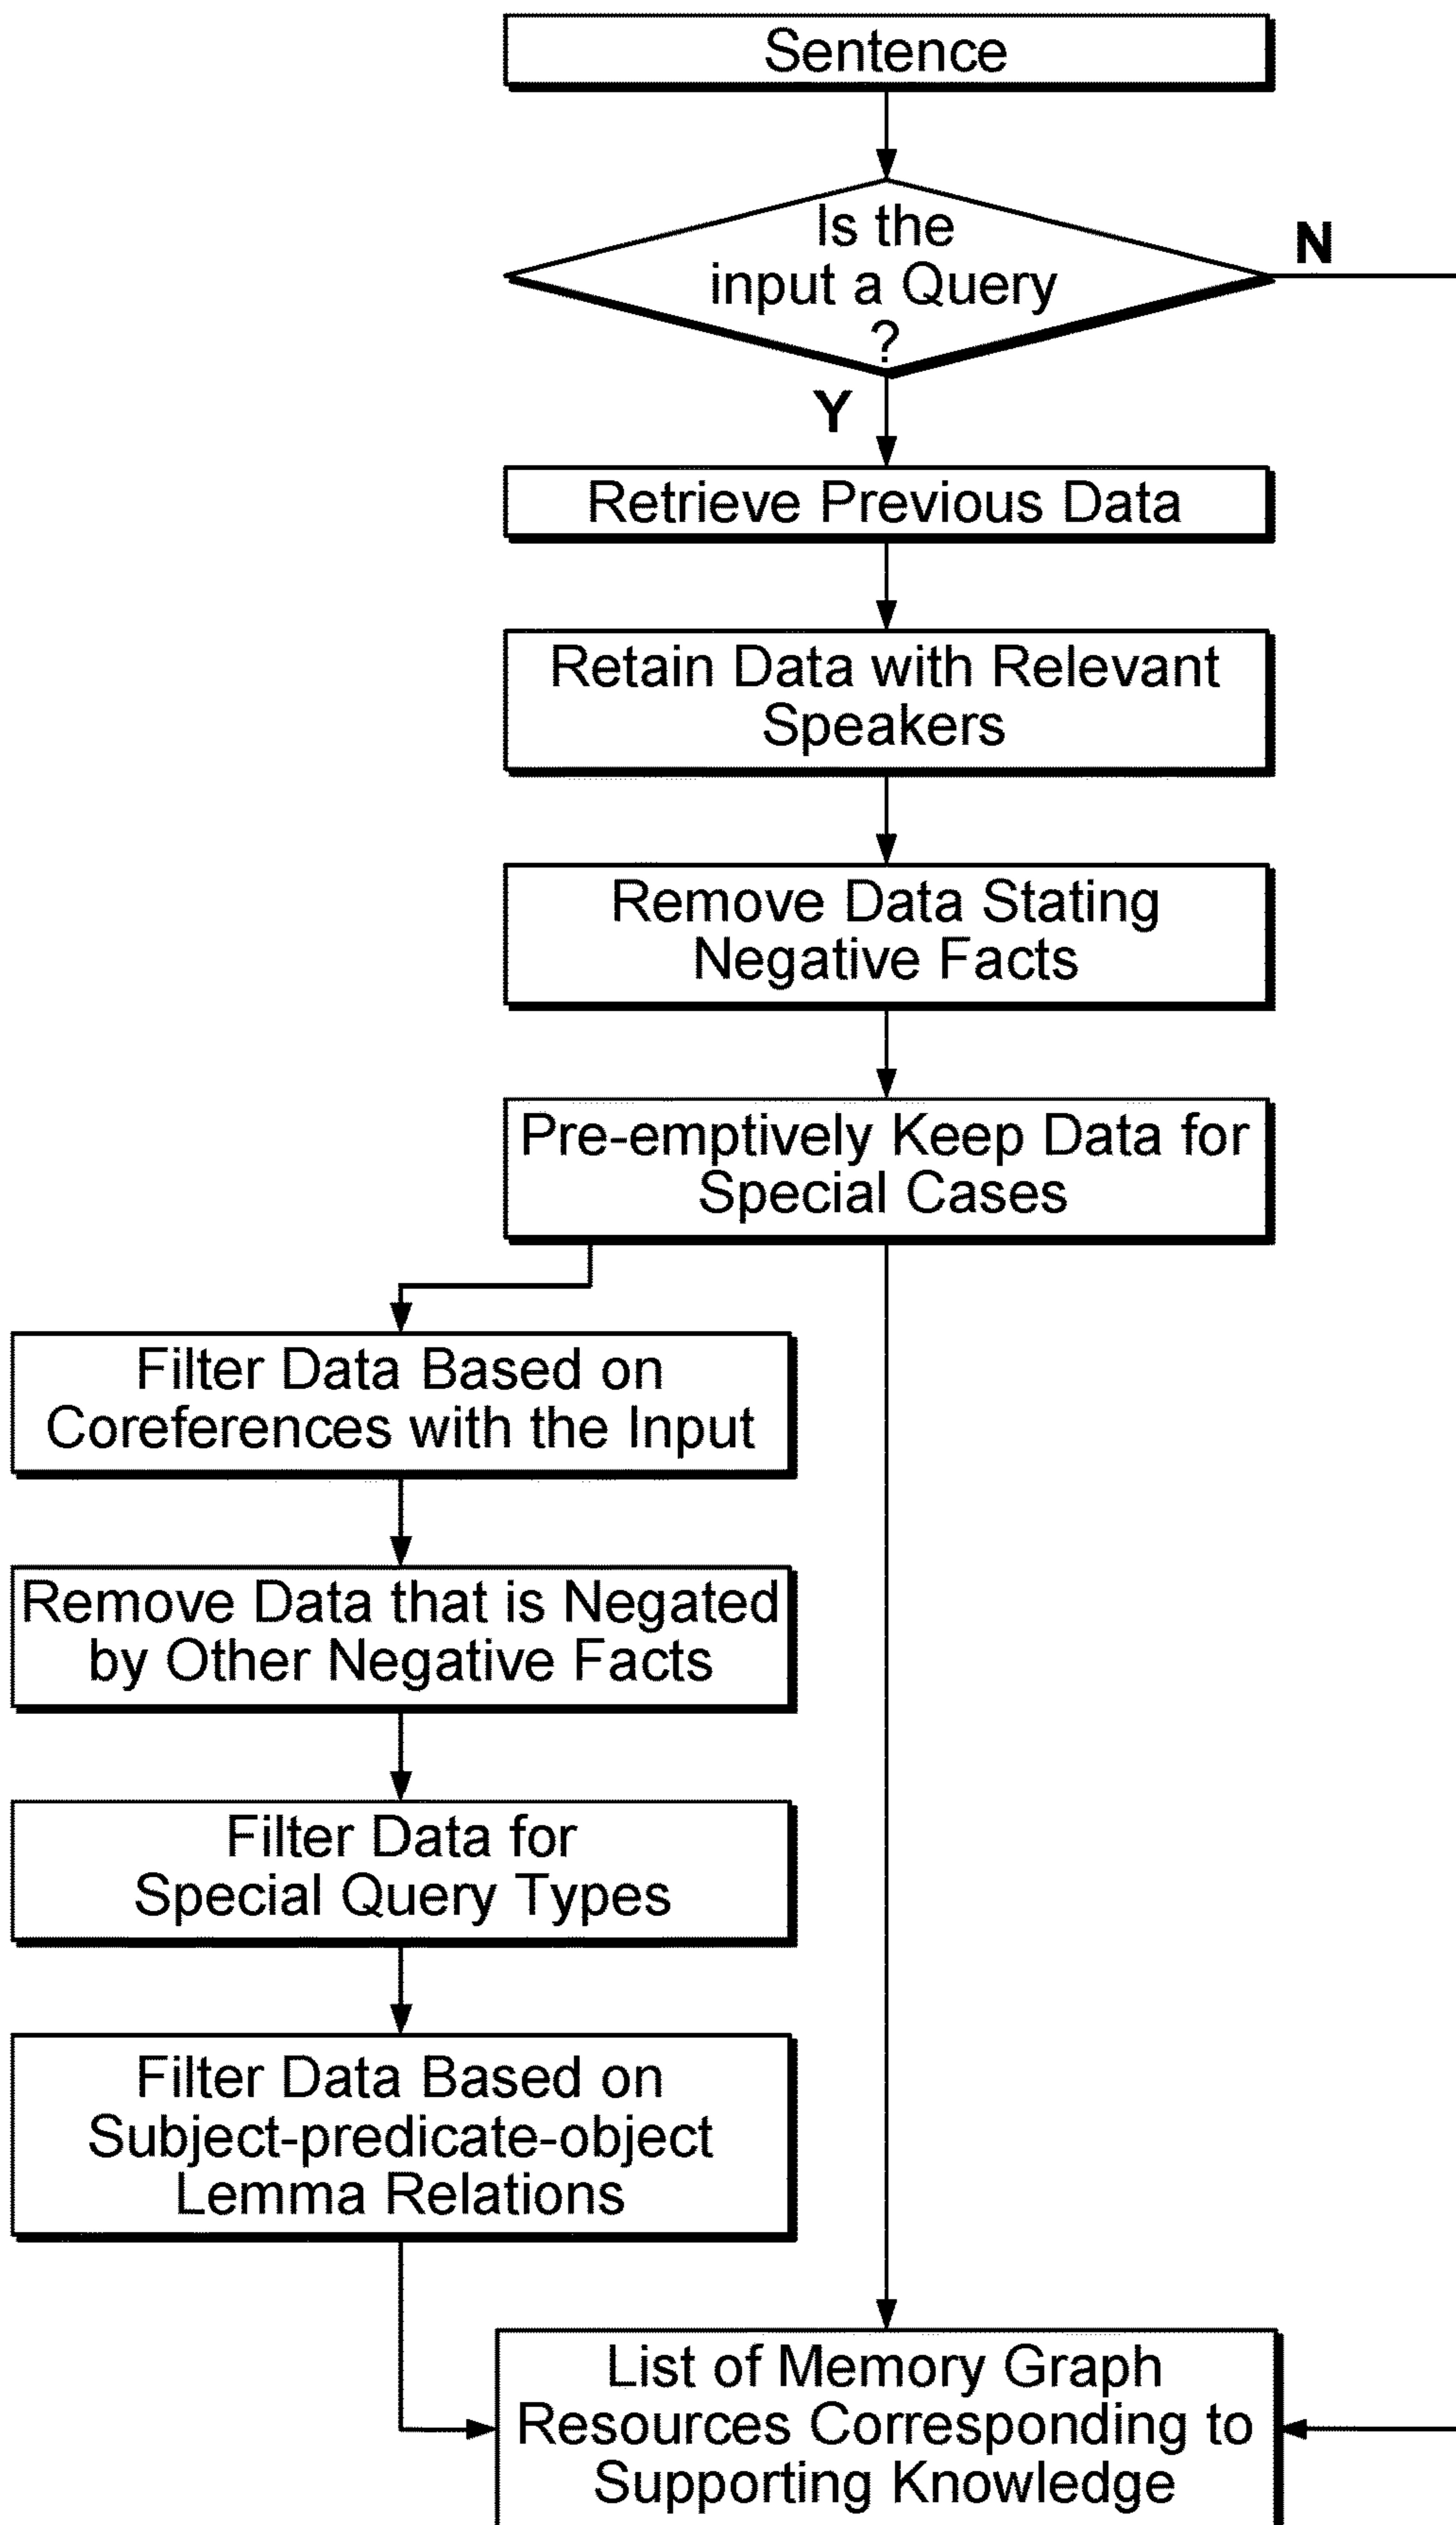 Sentence
Is the
input a Query
?
N
Y
Retrieve Previous Data
Retain Data with Relevant
Speakers
Remove Data Stating
Negative Facts
Pre-emptively Keep Data for
Special Cases
Filter Data Based on
Coreferences with the Input
Remove Data that is Negated
by Other Negative Facts
Filter Data for
Special Query Types
Filter Data Based on
Subject-predicate-object
Lemma Relations
List of Memory Graph
Resources Corresponding to
Supporting Knowledge